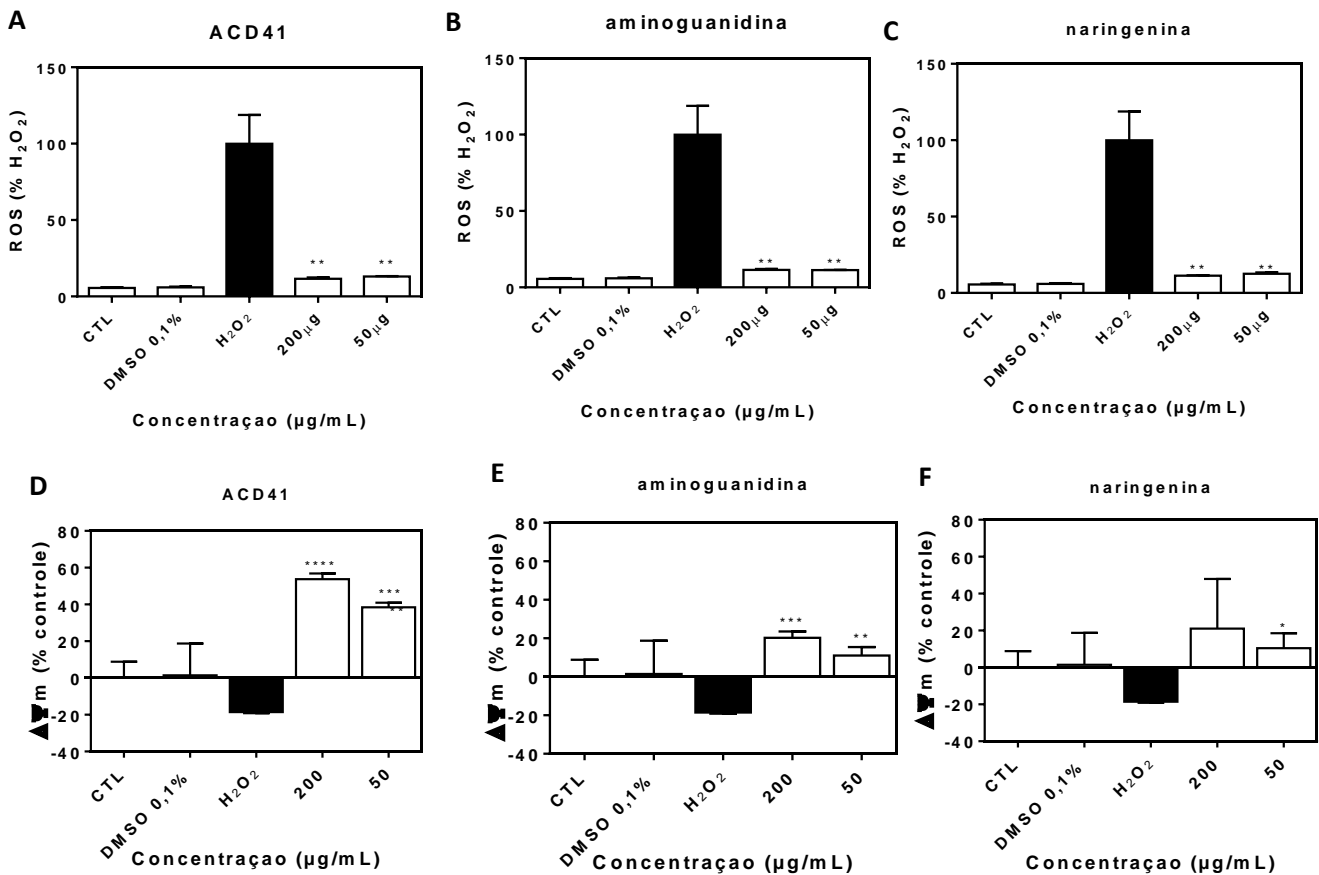 A
ACD41
ROS (% H₂O₂)
150
100
50
0
**
**
CTL
DMSO 0,1%
H₂O₂
200µg
50µg
Concentraçao (µg/mL)
B
aminoguanidina
ROS (% H₂O₂)
150
100
50
0
**
**
CTL
DMSO 0,1%
H₂O₂
200µg
50µg
Concentraçao (µg/mL)
C
naringenina
ROS (% H₂O₂)
150
100
50
0
**
**
CTL
DMSO 0,1%
H₂O₂
200µg
50µg
Concentraçao (µg/mL)
D
ACD41
ΔΨm (% controle)
80
60
40
20
0
-20
-40
****
***
**
CTL
DMSO 0,1%
H₂O₂
200
50
Concentraçao (µg/mL)
E
aminoguanidina
ΔΨm (% controle)
80
60
40
20
0
-20
-40
***
**
CTL
DMSO 0,1%
H₂O₂
200
50
Concentraçao (µg/mL)
F
naringenina
ΔΨm (% controle)
80
60
40
20
0
-20
-40
*
CTL
DMSO 0,1%
H₂O₂
200
50
Concentraçao (µg/mL)